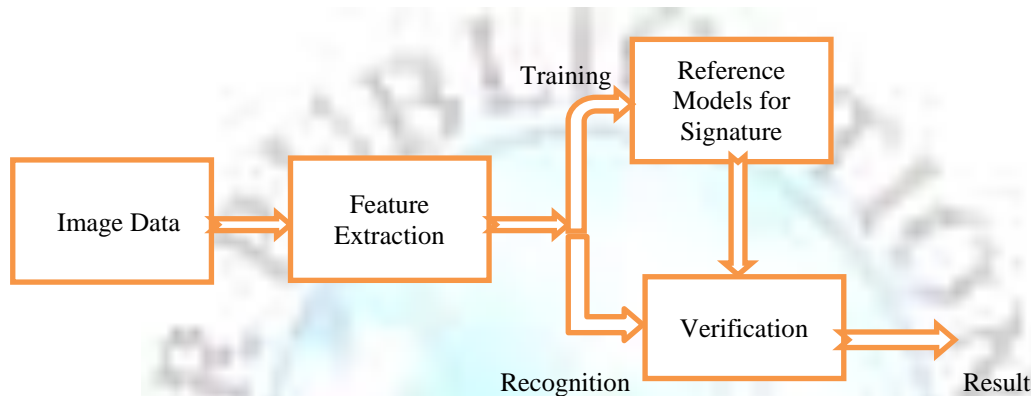 Training
Reference
Models for
Signature
Image Data
Feature
Extraction
Verification
Recognition
Result